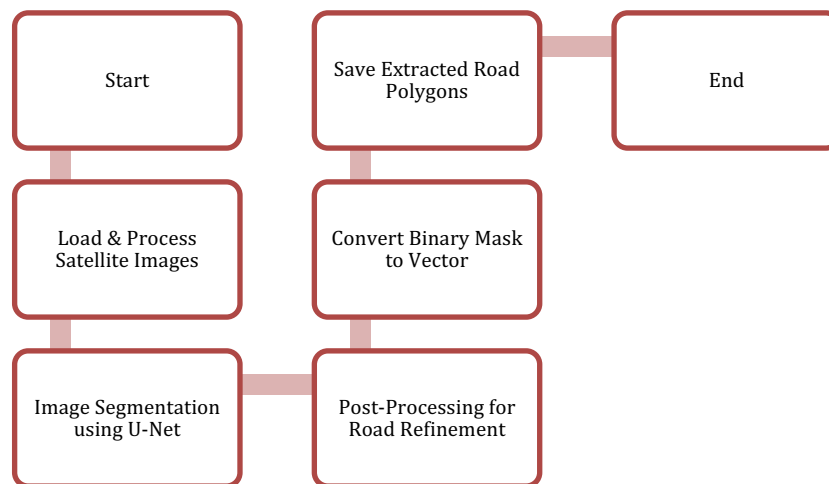 Start
Load & Process
Satellite Images
Image Segmentation
using U-Net
Post-Processing for
Road Refinement
Convert Binary Mask
to Vector
Save Extracted Road
Polygons
End